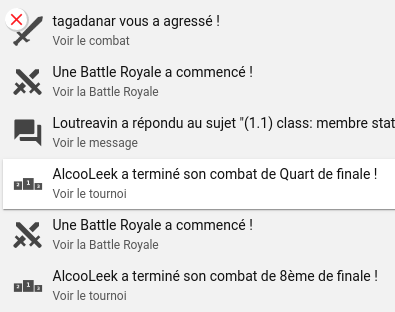 tagadanar vous a agressé !
Voir le combat
Une Battle Royale a commencé !
Voir la Battle Royale
Loutreavin a répondu au sujet "(1.1) class: membre stat
Voir le message
AlcooLeek a terminé son combat de Quart de finale !
Voir le tournoi
Une Battle Royale a commencé !
Voir la Battle Royale
AlcooLeek a terminé son combat de 8ème de finale !
Voir le tournoi